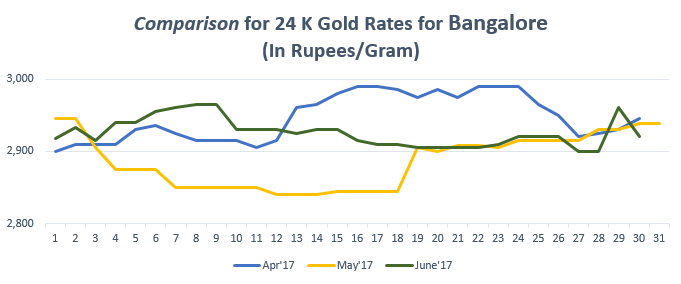 Comparison for 24 K Gold Rates for Bangalore
(In Rupees/Gram)
3,000
2,900
2,800
1 2 3 4 5 6 7 8 9 10 11 12 13 14 15 16 17 18 19 20 21 22 23 24 25 26 27 28 29 30 31
Apr'17 May'17 June'17